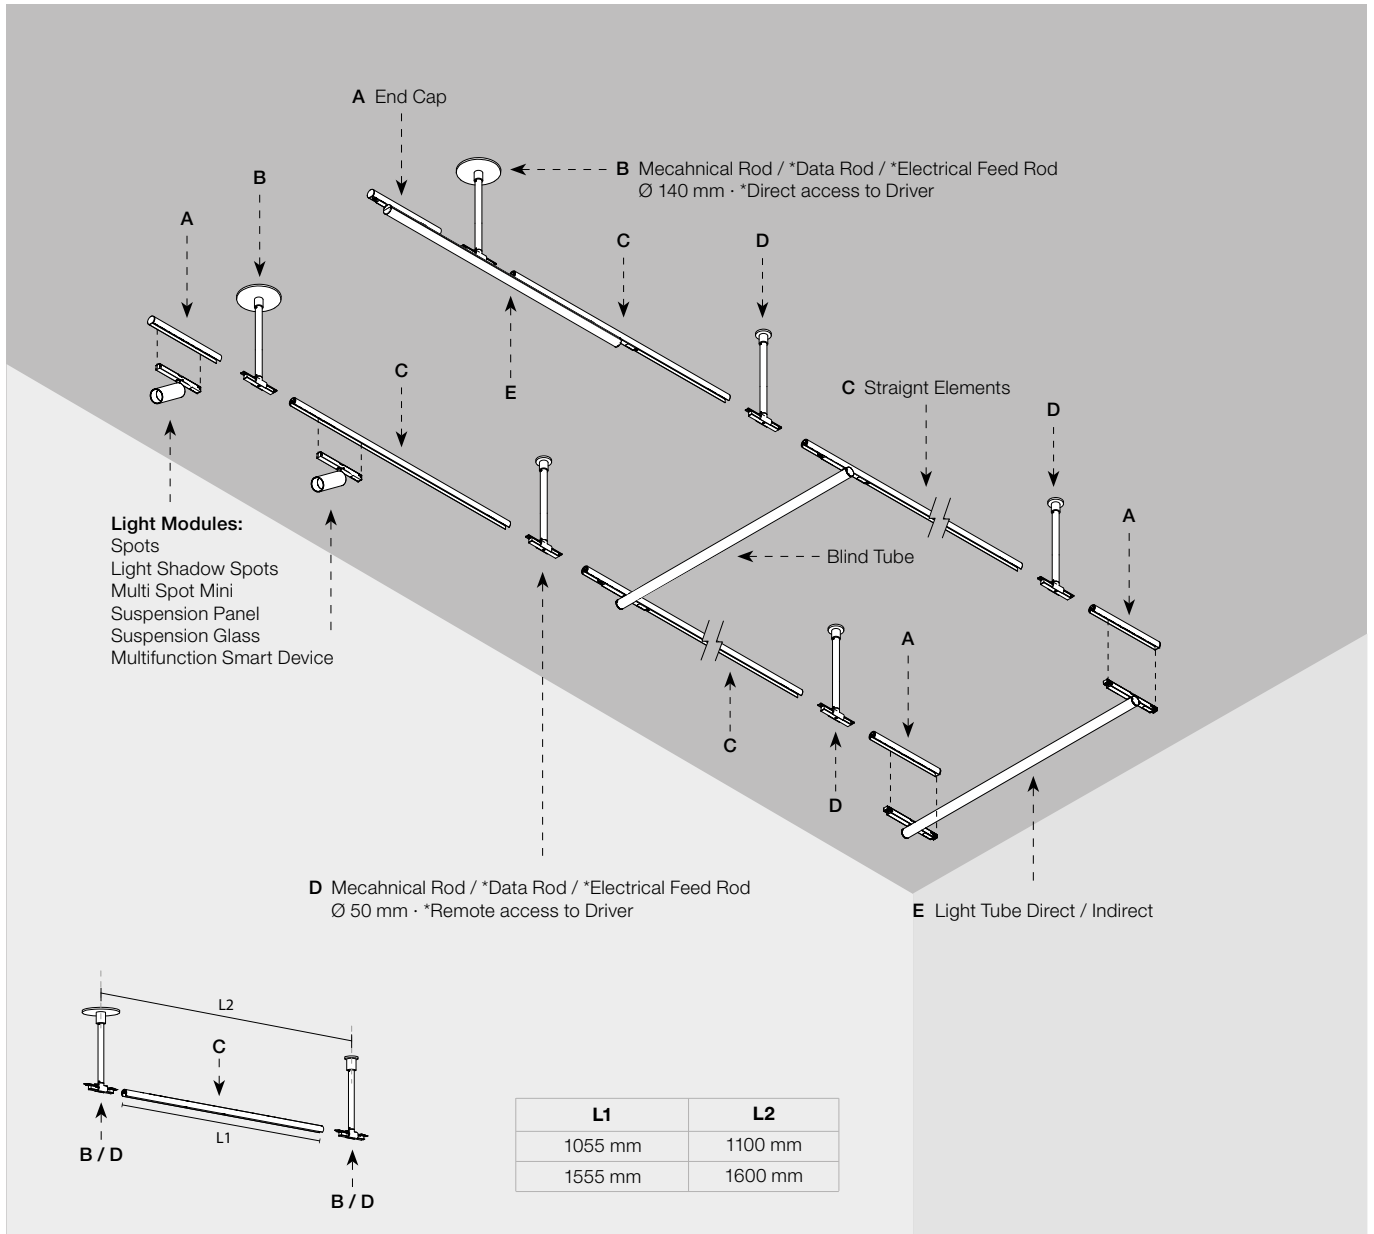 A End Cap
B Mecahnical Rod / *Data Rod / *Electrical Feed Rod
Ø 140 mm · *Direct access to Driver
B
A
C
D
C
E
C Straignt Elements
D
A
Light Modules:
Spots
Light Shadow Spots
Multi Spot Mini
Suspension Panel
Suspension Glass
Multifunction Smart Device
Blind Tube
A
C
D
D Mecahnical Rod / *Data Rod / *Electrical Feed Rod
Ø 50 mm · *Remote access to Driver
E Light Tube Direct / Indirect
L2
C
L1
B / D
B / D
L1 L2
1055 mm 1100 mm
1555 mm 1600 mm